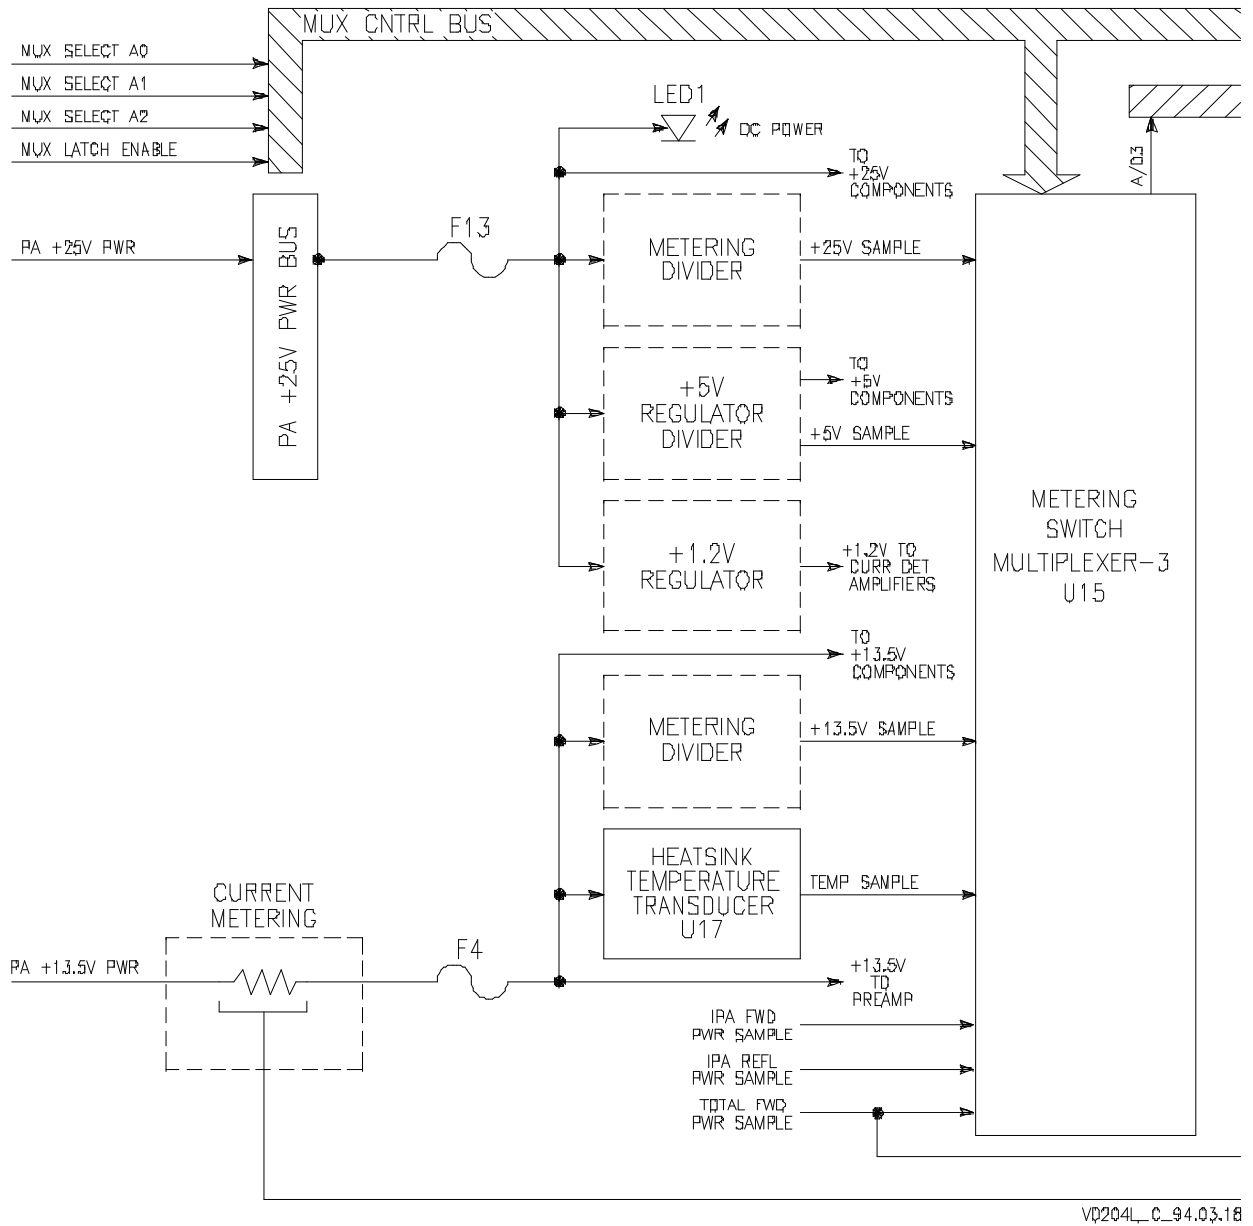 MUX CNTRL BUS
MUX SELECT A0
MUX SELECT A1
MUX SELECT A2
MUX LATCH ENABLE
LED1
DC POWER
TO
+25V
COMPONENTS
A/D3
PA +25V PWR
PA +25V PWR BUS
F13
METERING
DIVIDER
+25V SAMPLE
+5V
REGULATOR
DIVIDER
TO
+5V
COMPONENTS
+5V SAMPLE
+1.2V
REGULATOR
+1.2V TO
CURR DET
AMPLIFIERS
METERING
SWITCH
MULTIPLEXER-3
U15
TO
+13.5V
COMPONENTS
METERING
DIVIDER
+13.5V SAMPLE
HEATSINK
TEMPERATURE
TRANSDUCER
U17
TEMP SAMPLE
CURRENT
METERING
PA +13.5V PWR
F4
+13.5V
TO
PREAMP
IPA FWD
PWR SAMPLE
IPA REFL
PWR SAMPLE
TOTAL FWD
PWR SAMPLE
VD204L_C_94.03.18